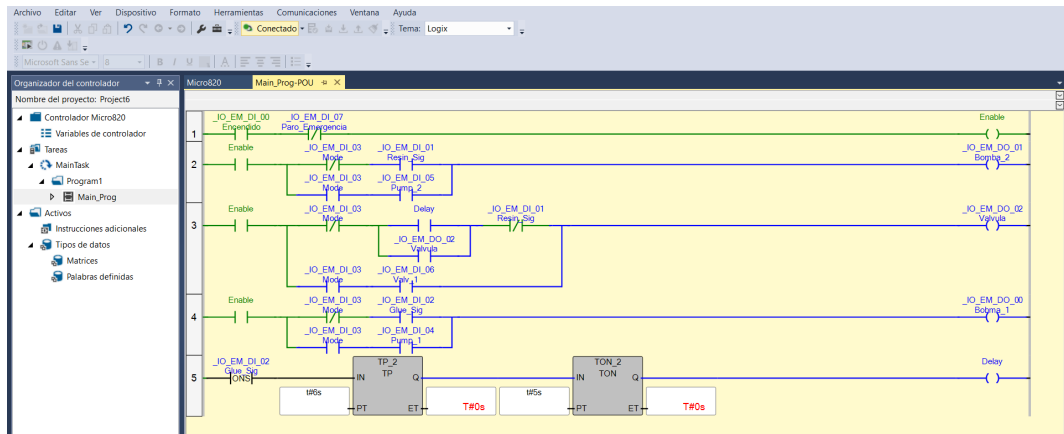 Archivo Editar Ver Dispositivo Formato Herramientas Comunicaciones Ventana Ayuda
Conectado Tema: Logix
Microsoft Sans Se 8 B I U A
Organizador del controlador
Micro820 Main_Prog-POU
Nombre del proyecto: Project6
Controlador Micro820
Variables de controlador
Tareas
MainTask
Program1
Main_Prog
Activos
Instrucciones adicionales
Tipos de datos
Matrices
Palabras definidas
_IO_EM_DI_00 _IO_EM_DI_07 Enable
Encendido Paro_Emergencia
1
Enable _IO_EM_DI_03 _IO_EM_DI_01 _IO_EM_DO_01
Mode Resin_Sig Bomba_2
2
_IO_EM_DI_03 _IO_EM_DI_05
Mode Pump_2
Enable _IO_EM_DI_03 Delay _IO_EM_DI_01 _IO_EM_DO_02
Mode Resin_Sig Valvula
3
_IO_EM_DO_02
Valvula
_IO_EM_DI_03 _IO_EM_DI_06
Mode Valv_1
Enable _IO_EM_DI_03 _IO_EM_DI_02 _IO_EM_DO_00
Mode Glue_Sig Bobma_1
4
_IO_EM_DI_03 _IO_EM_DI_04
Mode Pump_1
_IO_EM_DI_02 TP_2 TON_2 Delay
Glue_Sig TP TON
5 ONS IN Q IN Q
t#6s t#5s
PT ET T#0s PT ET T#0s